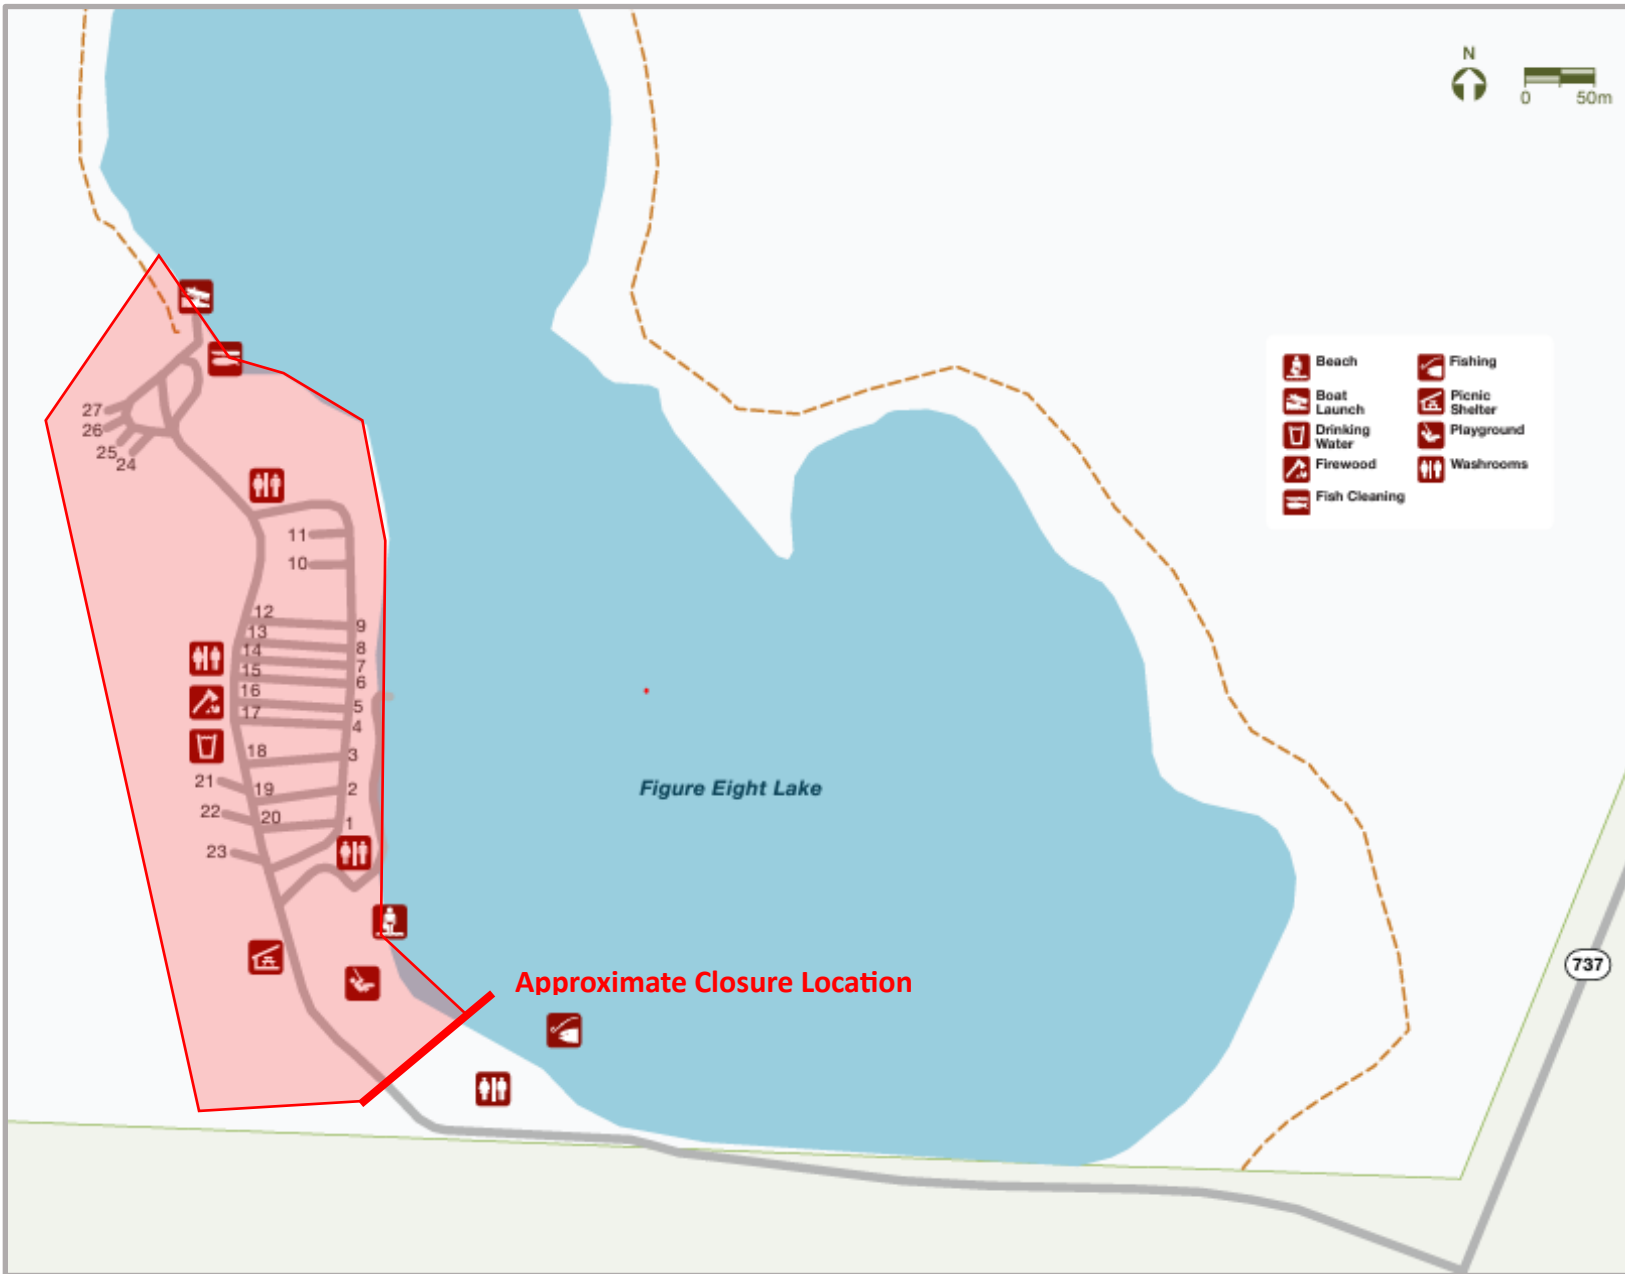 N
0 50m
Beach
Boat
Launch
Drinking
Water
Firewood
Fish Cleaning
Fishing
Picnic
Shelter
Playground
Washrooms
27
26
25
24
11
10
12
9
13
8
14
7
15
6
16
5
17
4
18
3
21
19
2
22
20
1
23
Figure Eight Lake
737
Approximate Closure Location